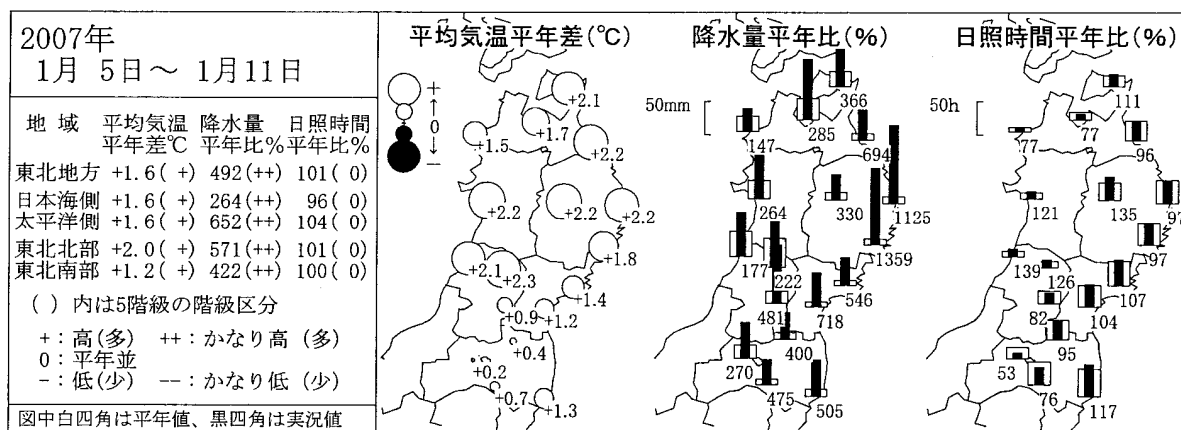 2007年
1月 5日～ 1月11日
地 域 平均気温 降水量 日照時間
平年差℃ 平年比% 平年比%
東北地方 +1.6( +) 492(++) 101( 0)
日本海側 +1.6( +) 264(++) 96( 0)
太平洋側 +1.6( +) 652(++) 104( 0)
東北北部 +2.0( +) 571(++) 101( 0)
東北南部 +1.2( +) 422(++) 100( 0)
( ) 内は5階級の階級区分
+：高(多) ++：かなり高 (多)
0：平年並
-：低(少) --：かなり低 (少)
図中白四角は平年値、黒四角は実況値
平均気温平年差(℃)
+
↑
0
↓
-
+2.1
+1.7
+1.5
+2.2
+2.2
+2.2
+2.2
+1.8
+2.1
+2.3
+1.4
+0.9
+1.2
+0.4
+0.2
+0.7
+1.3
降水量平年比(%)
50mm
366
285
147
694
264
330
1125
1359
177
222
546
481
718
400
270
475
505
日照時間平年比(%)
50h
111
77
77
96
121
135
97
97
139
126
107
82
104
95
53
76
117